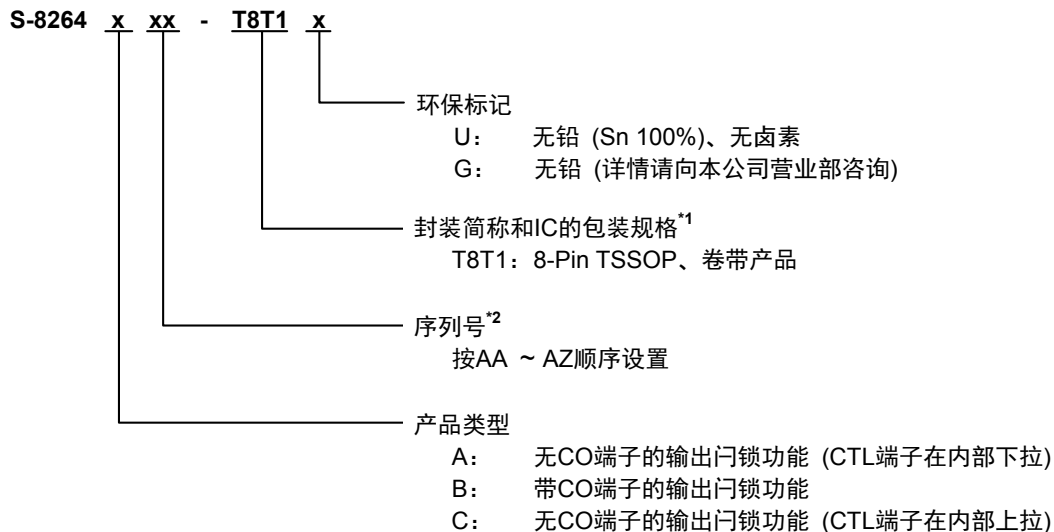 S-8264 x xx - T8T1 x
环保标记
U： 无铅 (Sn 100%)、无卤素
G： 无铅 (详情请向本公司营业部咨询)
封装简称和IC的包装规格*1
T8T1：8-Pin TSSOP、卷带产品
序列号*2
按AA ~ AZ顺序设置
产品类型
A： 无CO端子的输出闩锁功能 (CTL端子在内部下拉)
B： 带CO端子的输出闩锁功能
C： 无CO端子的输出闩锁功能 (CTL端子在内部上拉)